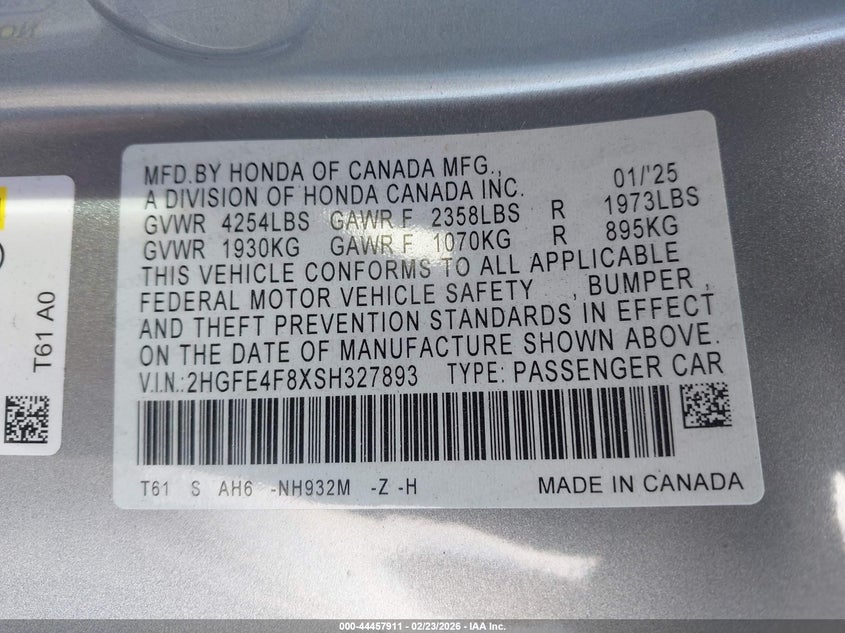 MFD.BY HONDA OF CANADA MFG., 01/'25
A DIVISION OF HONDA CANADA INC.
GVWR 4254LBS GAWR F 2358LBS R 1973LBS
GVWR 1930KG GAWR F 1070KG R 895KG
THIS VEHICLE CONFORMS TO ALL APPLICABLE
FEDERAL MOTOR VEHICLE SAFETY , BUMPER ,
AND THEFT PREVENTION STANDARDS IN EFFECT
ON THE DATE OF MANUFACTURE SHOWN ABOVE.
V.I.N.:2HGFE4F8XSH327893 TYPE: PASSENGER CAR
T61 S AH6 -NH932M -Z -H MADE IN CANADA
T61 A0
000-44457911 - 02/23/2026 - IAA Inc.